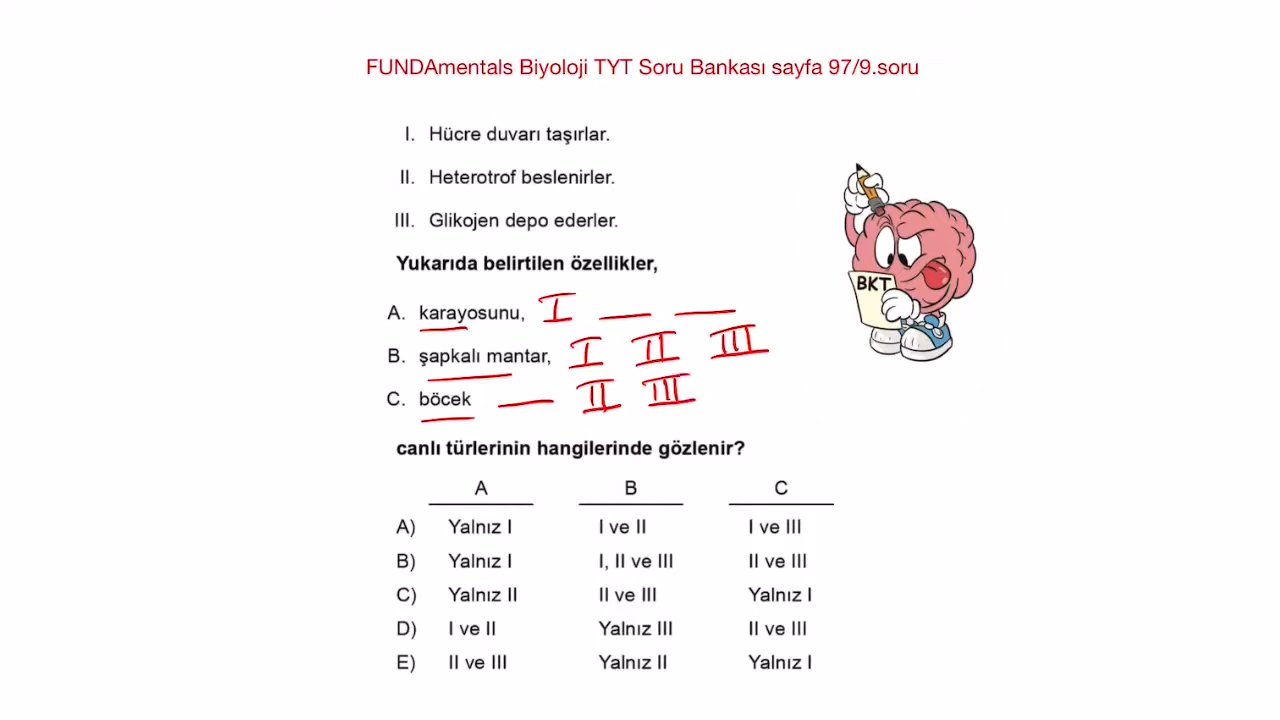 FUNDAmentals Biyoloji TYT Soru Bankası sayfa 97/9.soru
I. Hücre duvarı taşırlar.
II. Heterotrof beslenirler.
III. Glikojen depo ederler.
Yukarıda belirtilen özellikler,
A. karayosunu, I
B. şapkalı mantar, I II III
C. böcek II III
canlı türlerinin hangilerinde gözlenir?
A B C
A) Yalnız I I ve II I ve III
B) Yalnız I I, II ve III II ve III
C) Yalnız II II ve III Yalnız I
D) I ve II Yalnız III II ve III
E) II ve III Yalnız II Yalnız I
BKT